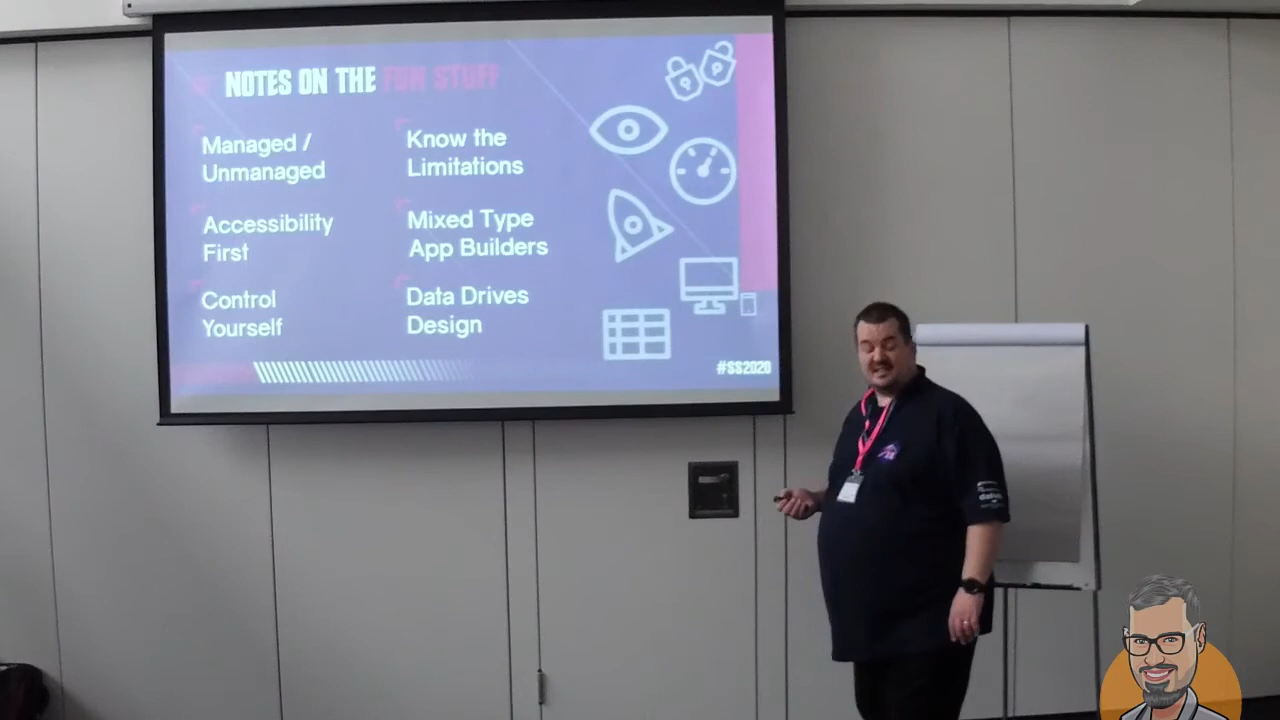 NOTES ON THE FUN STUFF
Managed /
Unmanaged
Accessibility
First
Control
Yourself
Know the
Limitations
Mixed Type
App Builders
Data Drives
Design
#SS2020